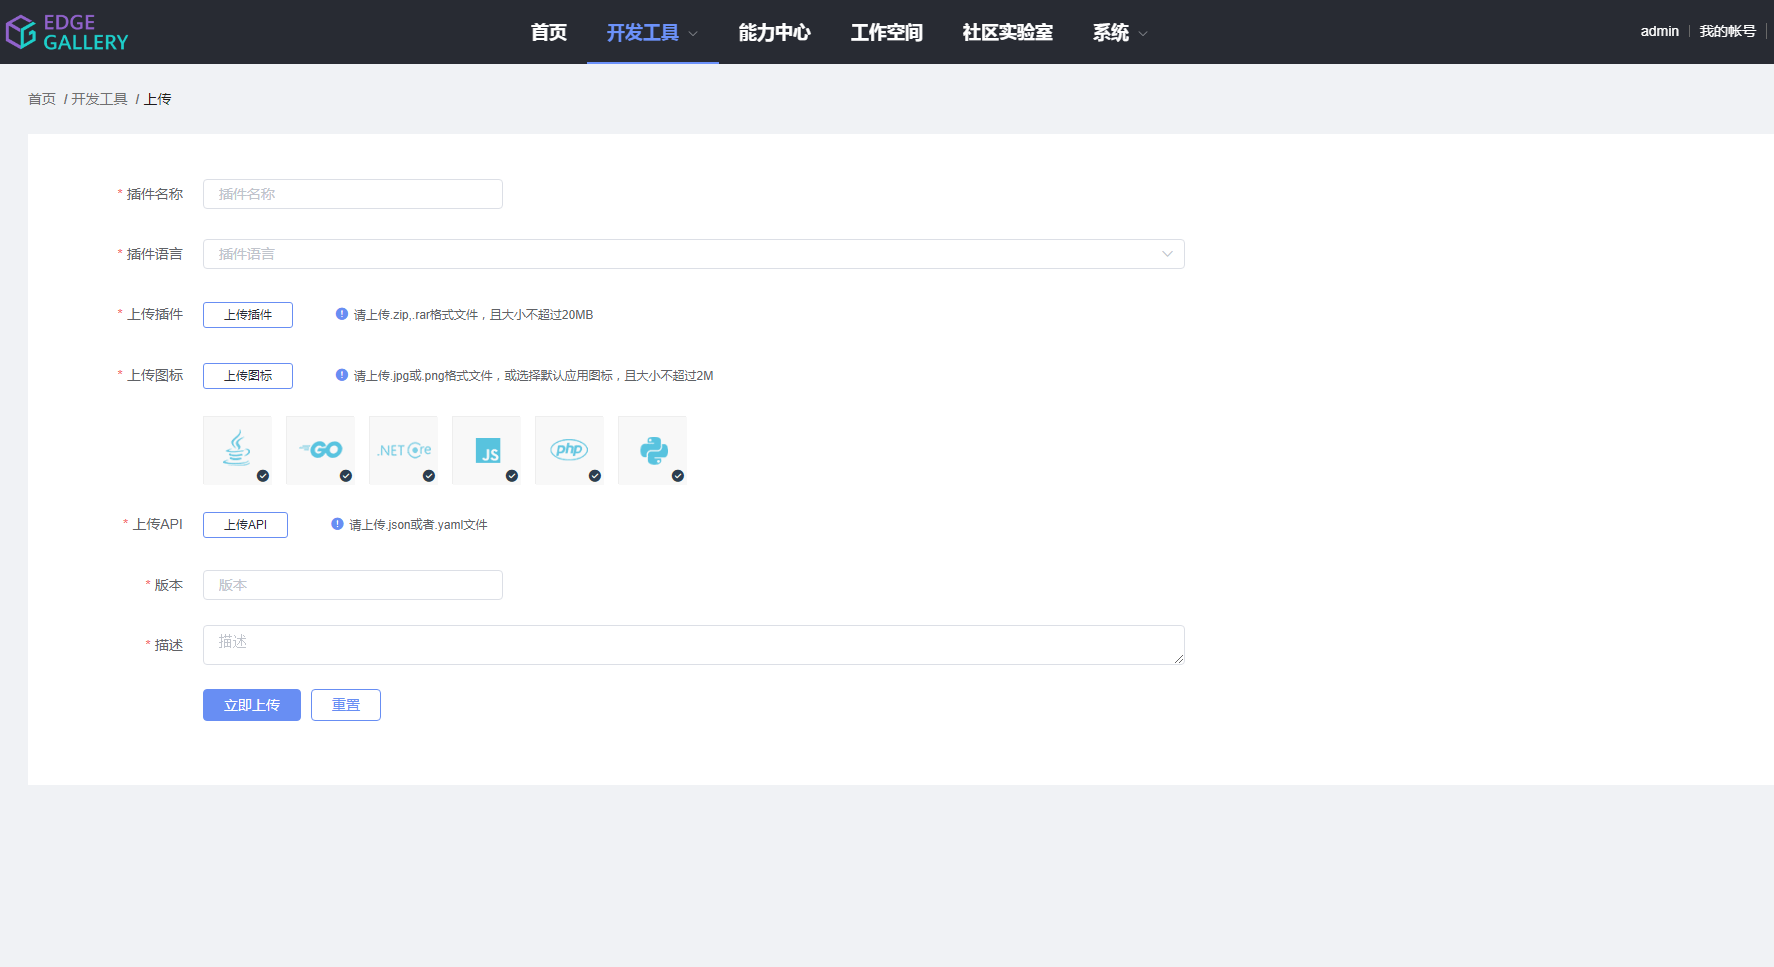 EDGE
GALLERY
首页 开发工具 能力中心 工作空间 社区实验室 系统
admin 我的帐号
首页 / 开发工具 / 上传
* 插件名称 插件名称
* 插件语言 插件语言
* 上传插件 上传插件 请上传.zip,.rar格式文件，且大小不超过20MB
* 上传图标 上传图标 请上传.jpg或.png格式文件，或选择默认应用图标，且大小不超过2M
GO .NET Core JS php
* 上传API 上传API 请上传.json或者.yaml文件
* 版本 版本
* 描述 描述
立即上传 重置